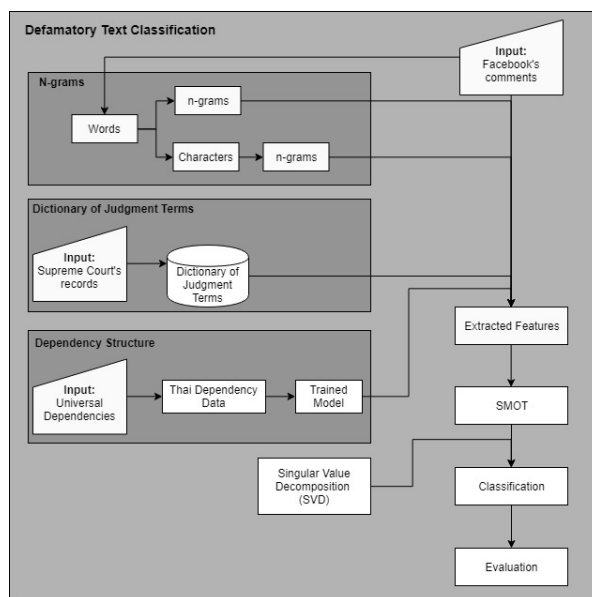 Defamatory Text Classification
Input:
Facebook's
comments
N-grams
n-grams
Words
Characters
n-grams
Dictionary of Judgment Terms
Input:
Supreme Court's
records
Dictionary of
Judgment
Terms
Extracted Features
Dependency Structure
Input:
Universal
Dependencies
Thai Dependency
Data
Trained
Model
SMOT
Singular Value
Decomposition
(SVD)
Classification
Evaluation